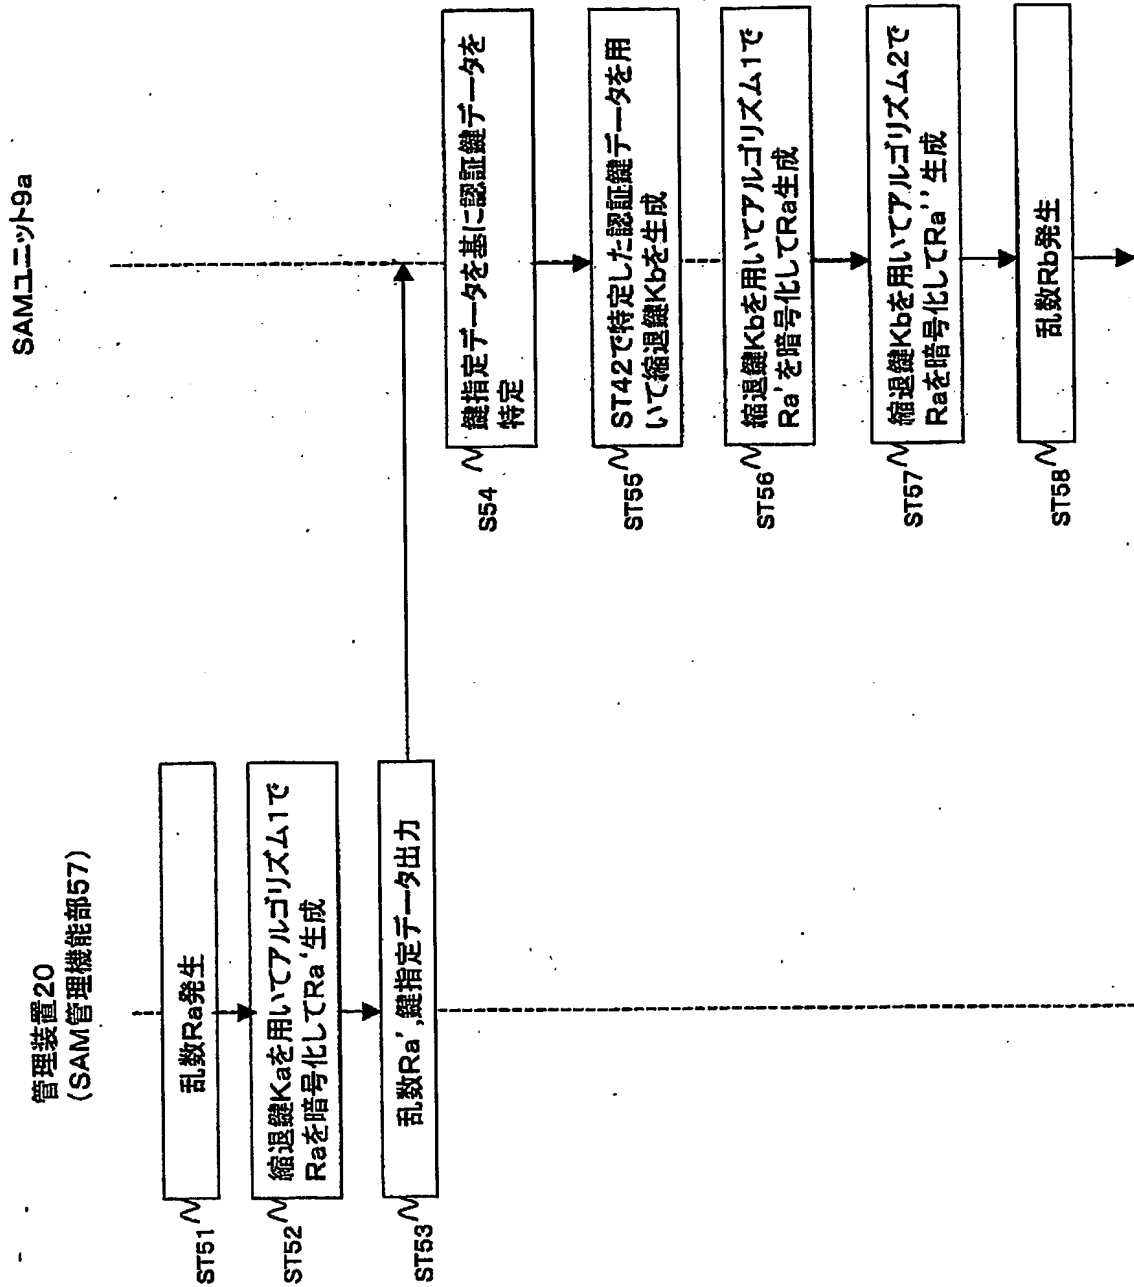 管理装置20
(SAM管理機能部57)
SAMユニット9a
ST51
乱数Ra発生
ST52
縮退鍵Kaを用いてアルゴリズム1で
Raを暗号化してRa'生成
ST53
乱数Ra',鍵指定データ出力
S54
鍵指定データを基に認証鍵データを
特定
ST55
ST42で特定した認証鍵データを用
いて縮退鍵Kbを生成
ST56
縮退鍵Kbを用いてアルゴリズム1で
Ra'を暗号化してRa生成
ST57
縮退鍵Kbを用いてアルゴリズム2で
Raを暗号化してRa''生成
ST58
乱数Rb発生